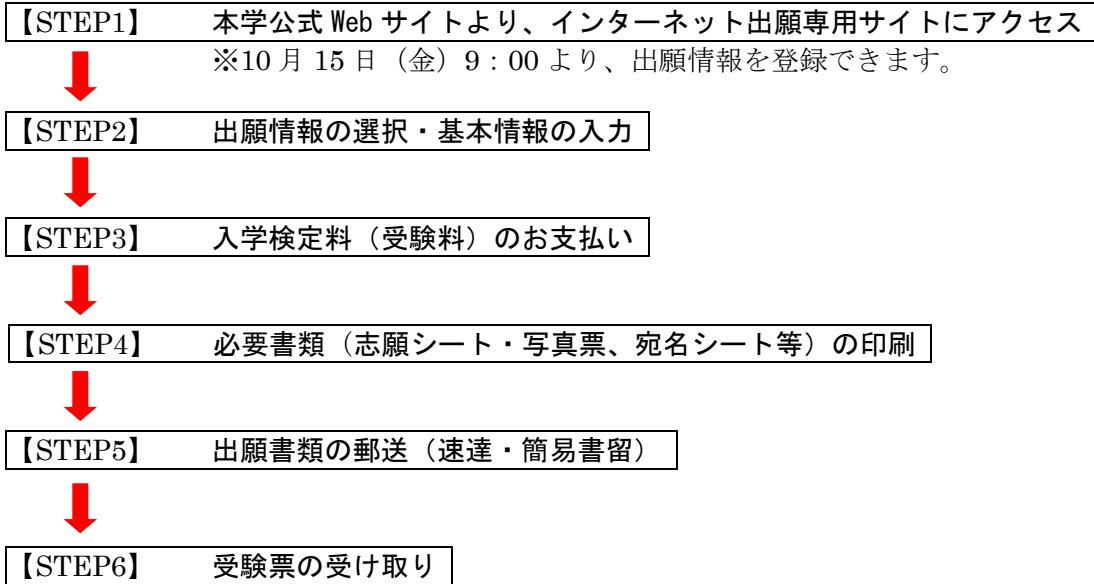 【STEP1】 本学公式 Web サイトより、インターネット出願専用サイトにアクセス
※10 月 15 日（金）9：00 より、出願情報を登録できます。
【STEP2】 出願情報の選択・基本情報の入力
【STEP3】 入学検定料（受験料）のお支払い
【STEP4】 必要書類（志願シート・写真票、宛名シート等）の印刷
【STEP5】 出願書類の郵送（速達・簡易書留）
【STEP6】 受験票の受け取り